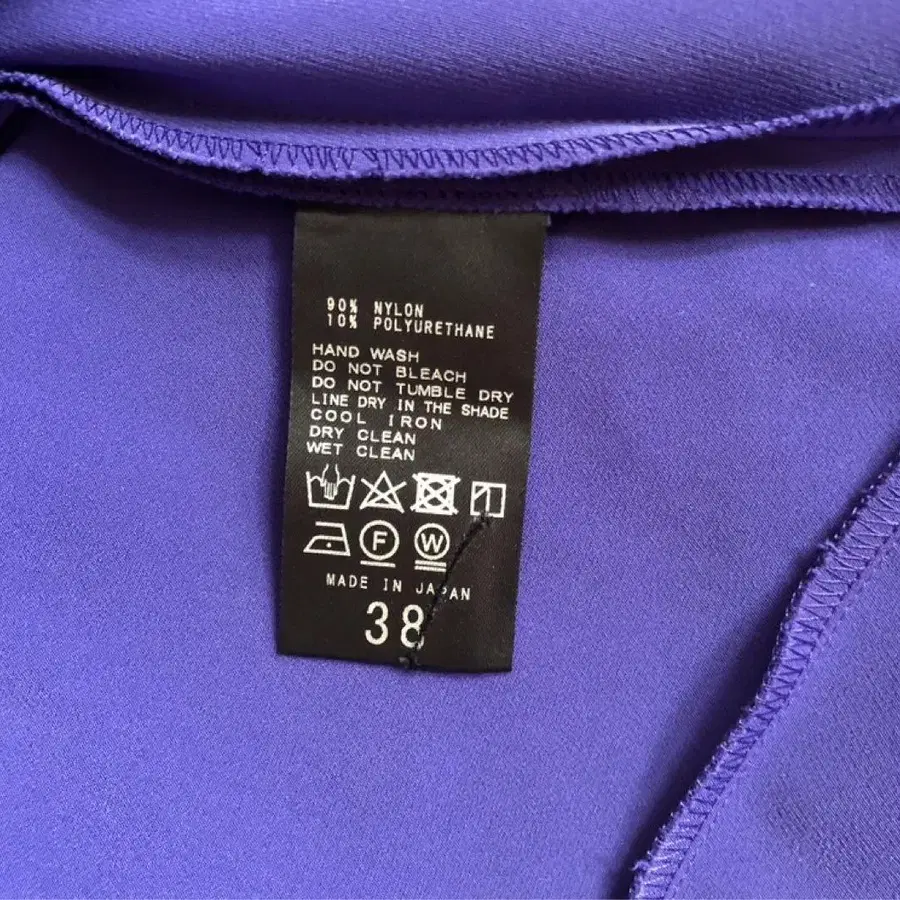 90% NYLON
10% POLYURETHANE
HAND WASH
DO NOT BLEACH
DO NOT TUMBLE DRY
LINE DRY IN THE SHADE
COOL IRON
DRY CLEAN
WET CLEAN
F W
MADE IN JAPAN
38